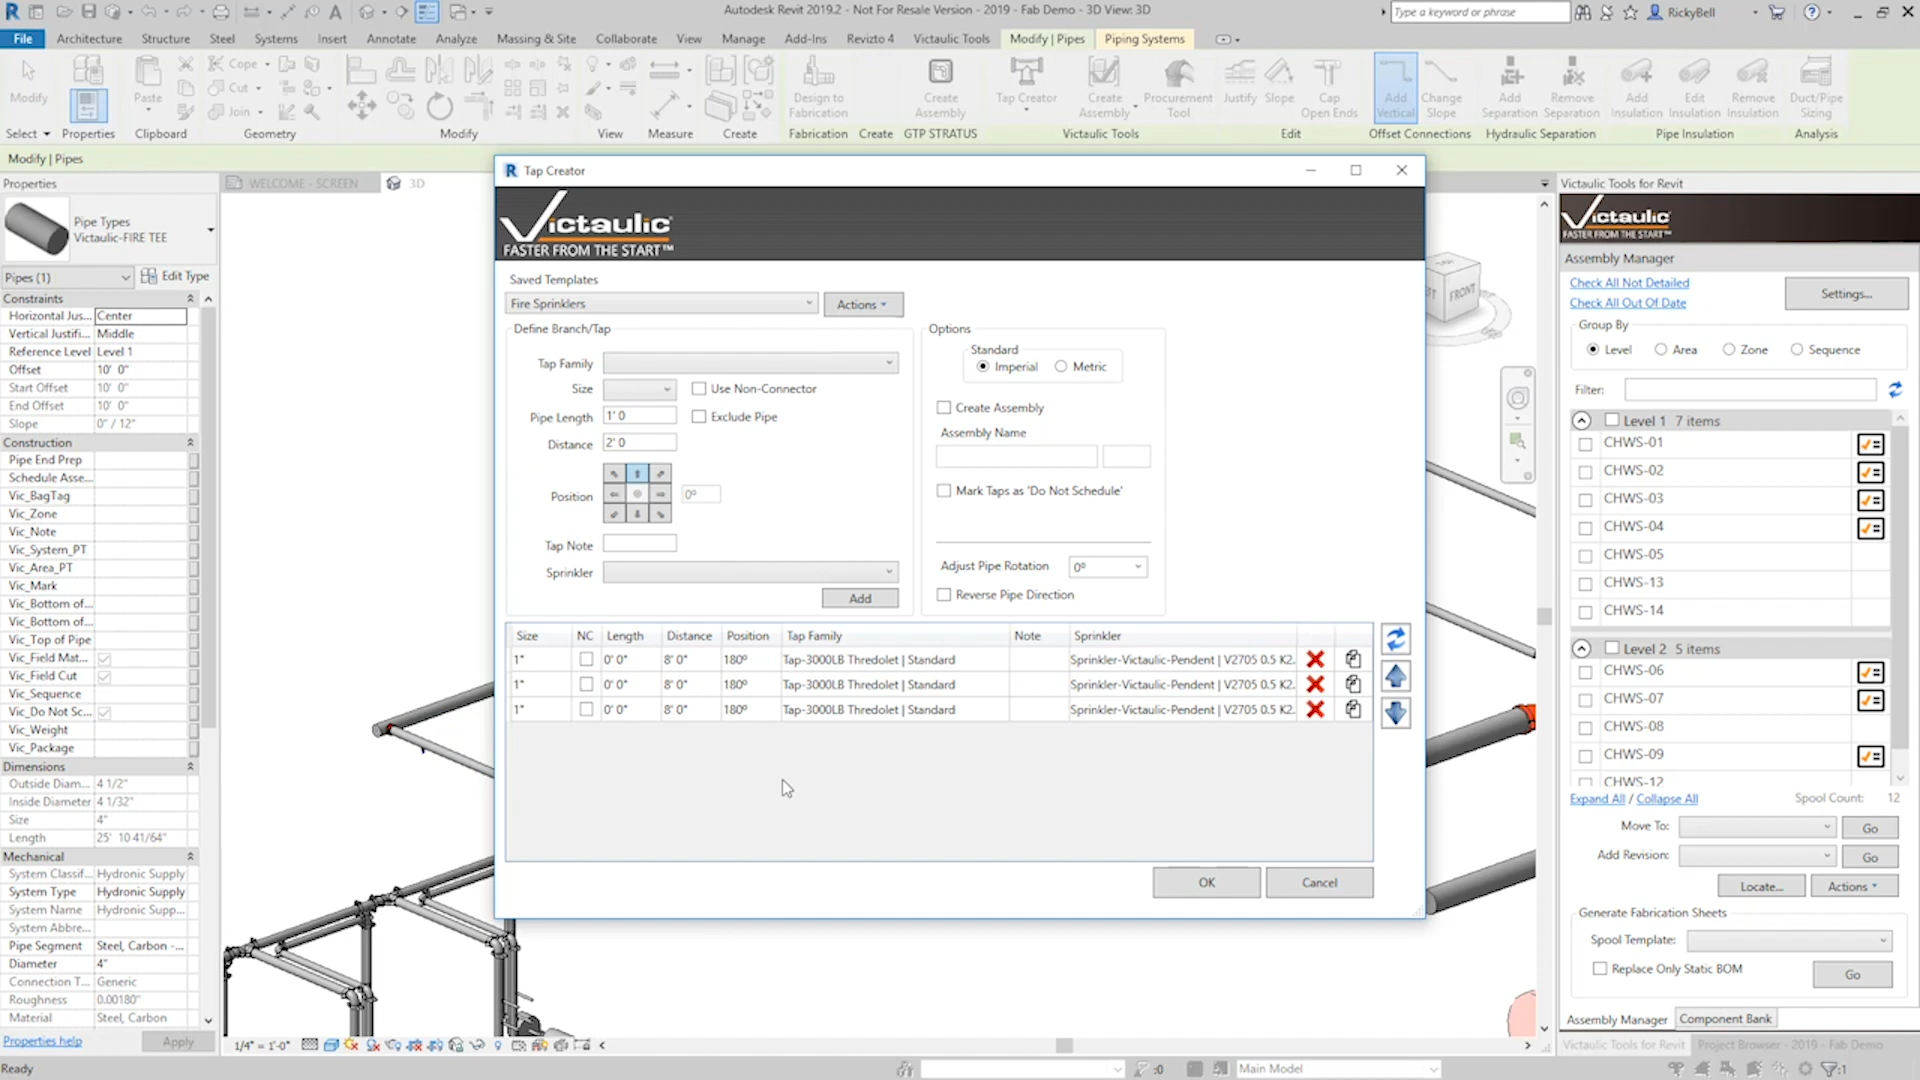 Autodesk Revit 2019.2 - Not For Resale Version - 2019 - Fab Demo - 3D View: 3D
Type a keyword or phrase
RickyBell
File Architecture Structure Steel Systems Insert Annotate Analyze Massing & Site Collaborate View Manage Add-Ins Revizto 4 Victaulic Tools Modify | Pipes Piping Systems
Modify
Paste
Cope
Cut
Join
Design to Fabrication
Create Assembly
Tap Creator
Create Assembly
Procurement Tool
Justify
Slope
Cap Open Ends
Add Vertical
Change Slope
Add Separation
Remove Separation
Add Insulation
Edit Insulation
Remove Insulation
Duct/Pipe Sizing
Select Properties Clipboard Geometry Modify View Measure Create Fabrication Create GTP STRATUS Victaulic Tools Edit Offset Connections Hydraulic Separation Pipe Insulation Analysis
Modify | Pipes
Properties
Pipe Types
Victaulic-FIRE TEE
Pipes (1) Edit Type
Constraints
Horizontal Jus... Center
Vertical Justifi... Middle
Reference Level Level 1
Offset 10' 0"
Start Offset 10' 0"
End Offset 10' 0"
Slope 0" / 12"
Construction
Pipe End Prep
Schedule Asse...
Vic_BagTag
Vic_Zone
Vic_Note
Vic_System_PT
Vic_Area_PT
Vic_Mark
Vic_Bottom of...
Vic_Bottom of...
Vic_Top of Pipe
Vic_Field Mat...
Vic_Field Cut
Vic_Sequence
Vic_Do Not Sc...
Vic_Weight
Vic_Package
Dimensions
Outside Diam... 4 1/2"
Inside Diameter 4 1/32"
Size 4"
Length 25' 10 41/64"
Mechanical
System Classif... Hydronic Supply
System Type Hydronic Supply
System Name Hydronic Supp...
System Abbre...
Pipe Segment Steel, Carbon -...
Diameter 4"
Connection T... Generic
Roughness 0.00180"
Material Steel, Carbon
Properties help Apply
WELCOME - SCREEN
3D
FRONT
1/4" = 1'-0"
Tap Creator
Victaulic
FASTER FROM THE START™
Saved Templates
Fire Sprinklers Actions
Define Branch/Tap
Tap Family
Size Use Non-Connector
Pipe Length 1' 0 Exclude Pipe
Distance 2' 0
Position 0º
Tap Note
Sprinkler
Add
Options
Standard
Imperial Metric
Create Assembly
Assembly Name
Mark Taps as 'Do Not Schedule'
Adjust Pipe Rotation 0º
Reverse Pipe Direction
Size NC Length Distance Position Tap Family Note Sprinkler
1" 0' 0" 8' 0" 180º Tap-3000LB Thredolet | Standard Sprinkler-Victaulic-Pendent | V2705 0.5 K2.
1" 0' 0" 8' 0" 180º Tap-3000LB Thredolet | Standard Sprinkler-Victaulic-Pendent | V2705 0.5 K2.
1" 0' 0" 8' 0" 180º Tap-3000LB Thredolet | Standard Sprinkler-Victaulic-Pendent | V2705 0.5 K2.
OK Cancel
Victaulic Tools for Revit
Victaulic
FASTER FROM THE START™
Assembly Manager
Check All Not Detailed
Check All Out Of Date
Settings...
Group By
Level Area Zone Sequence
Filter:
Level 1 7 items
CHWS-01
CHWS-02
CHWS-03
CHWS-04
CHWS-05
CHWS-13
CHWS-14
Level 2 5 items
CHWS-06
CHWS-07
CHWS-08
CHWS-09
CHWS-12
Expand All / Collapse All Spool Count: 12
Move To: Go
Add Revision: Go
Locate... Actions
Generate Fabrication Sheets
Spool Template:
Replace Only Static BOM Go
Assembly Manager Component Bank
Victaulic Tools for Revit Project Browser - 2019 - Fab Demo
Ready :0 Main Model :1